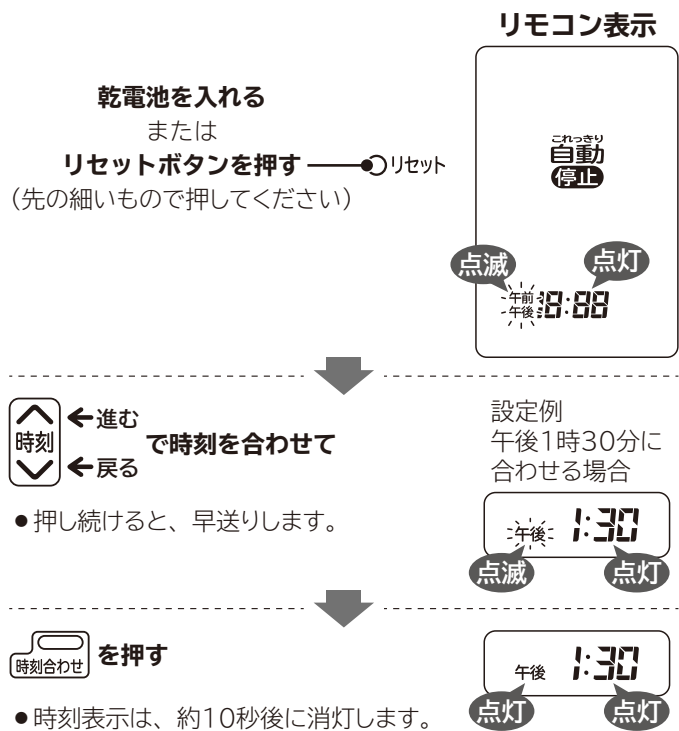 リモコン表示
乾電池を入れる
または
リセットボタンを押す リセット
（先の細いもので押してください）
これっきり
自動
停止
点滅 点灯
午前
午後 18:88
進む
時刻 で時刻を合わせて
戻る
●押し続けると、早送りします。
設定例
午後1時30分に
合わせる場合
午後 1:30
点滅 点灯
時刻合わせ を押す
●時刻表示は、約10秒後に消灯します。
午後 1:30
点灯 点灯